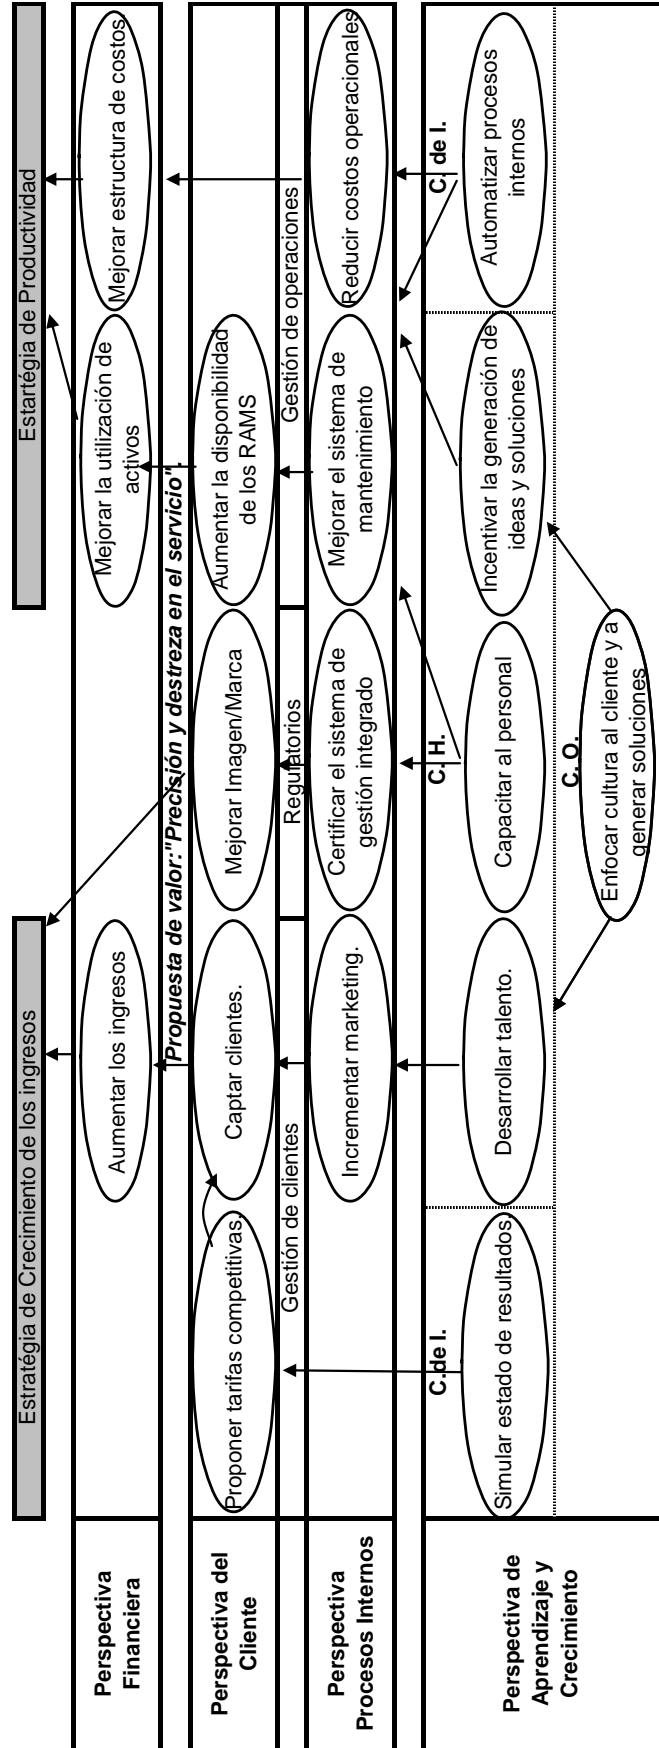 Estratégia de Crecimiento de los ingresos
Estartégia de Productividad
Perspectiva
Financiera
Aumentar los ingresos
Mejorar la utilización de
activos
Mejorar estructura de costos
Propuesta de valor:"Precisión y destreza en el servicio".
Perspectiva del
Cliente
Proponer tarifas competitivas.
Captar clientes.
Mejorar Imagen/Marca
Aumentar la disponibilidad
de los RAMS
Gestión de clientes
Regulatorios
Gestión de operaciones
Perspectiva
Procesos Internos
Incrementar marketing.
Certificar el sistema de
gestión integrado
Mejorar el sistema de
mantenimiento
Reducir costos operacionales
C.de I.
C. H.
C. de I.
Perspectiva de
Aprendizaje y
Crecimiento
Simular estado de resultados.
Desarrollar talento.
Capacitar al personal
Incentivar la generación de
ideas y soluciones
Automatizar procesos
internos
C. O.
Enfocar cultura al cliente y a
generar soluciones